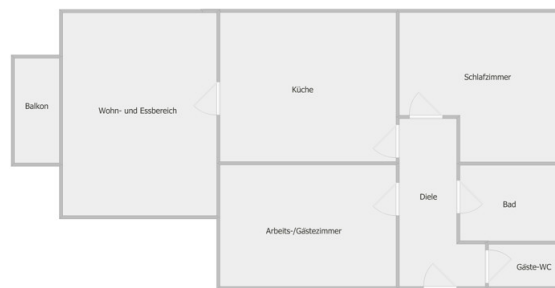 Schlafzimmer
Küche
Balkon
Wohn- und Essbereich
Diele
Bad
Arbeits-/Gästezimmer
Gäste-WC